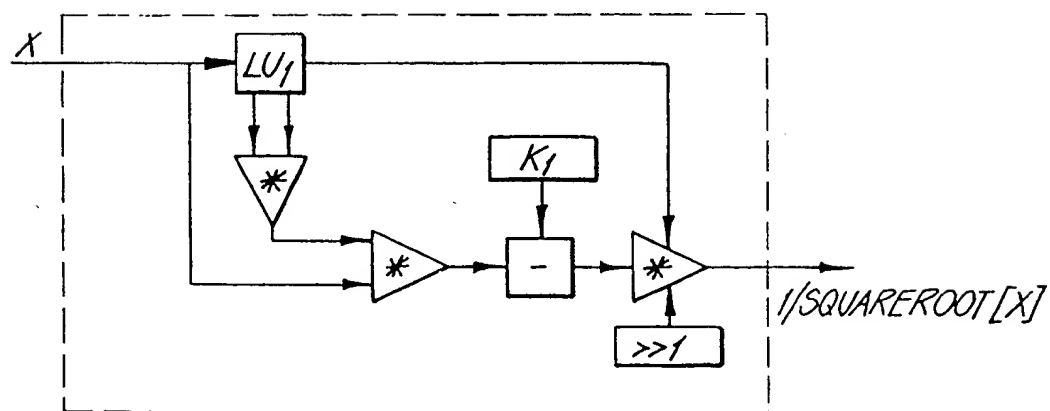 X
LU1
*
K1
*
-
*
1/SQUAREROOT[X]
>>1